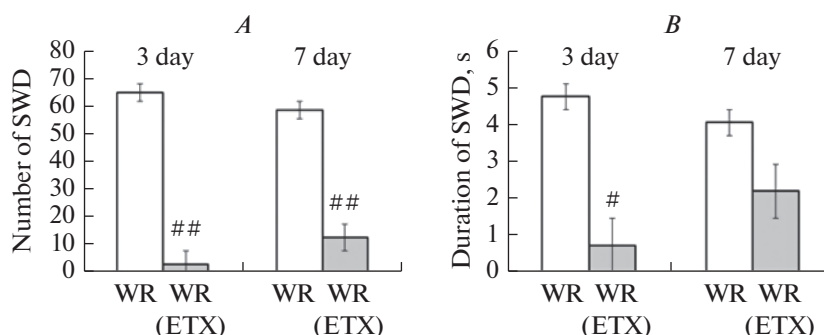 A
Number of SWD
80
70
60
50
40
30
20
10
0
3 day
7 day
##
##
WR WR (ETX)
WR WR (ETX)
B
Duration of SWD, s
6
5
4
3
2
1
0
3 day
7 day
#
WR WR (ETX)
WR WR (ETX)